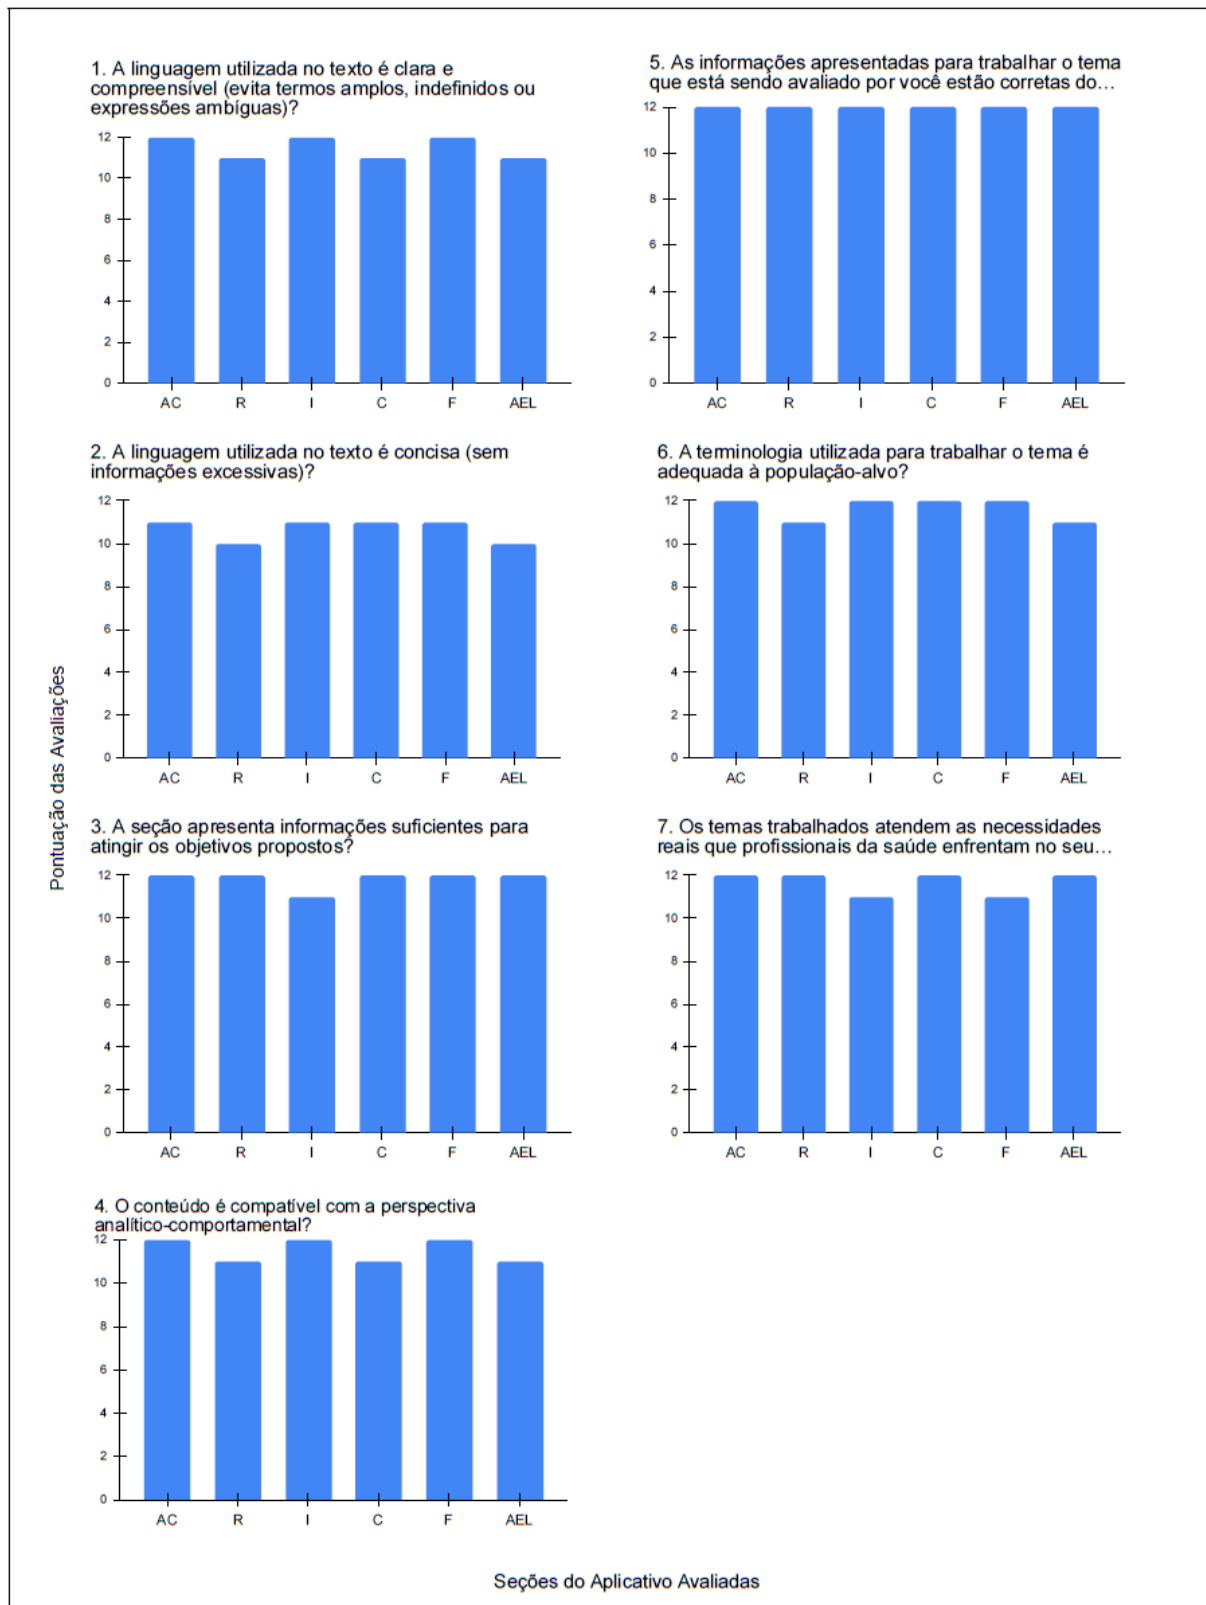 1. A linguagem utilizada no texto é clara e
compreensível (evita termos amplos, indefinidos ou
expressões ambíguas)?
12
10
8
6
4
2
0
AC R I C F AEL
5. As informações apresentadas para trabalhar o tema
que está sendo avaliado por você estão corretas do...
12
10
8
6
4
2
0
AC R I C F AEL
2. A linguagem utilizada no texto é concisa (sem
informações excessivas)?
12
10
8
6
4
2
0
AC R I C F AEL
6. A terminologia utilizada para trabalhar o tema é
adequada à população-alvo?
12
10
8
6
4
2
0
AC R I C F AEL
Pontuação das Avaliações
3. A seção apresenta informações suficientes para
atingir os objetivos propostos?
12
10
8
6
4
2
0
AC R I C F AEL
7. Os temas trabalhados atendem as necessidades
reais que profissionais da saúde enfrentam no seu...
12
10
8
6
4
2
0
AC R I C F AEL
4. O conteúdo é compatível com a perspectiva
analítico-comportamental?
12
10
8
6
4
2
0
AC R I C F AEL
Seções do Aplicativo Avaliadas